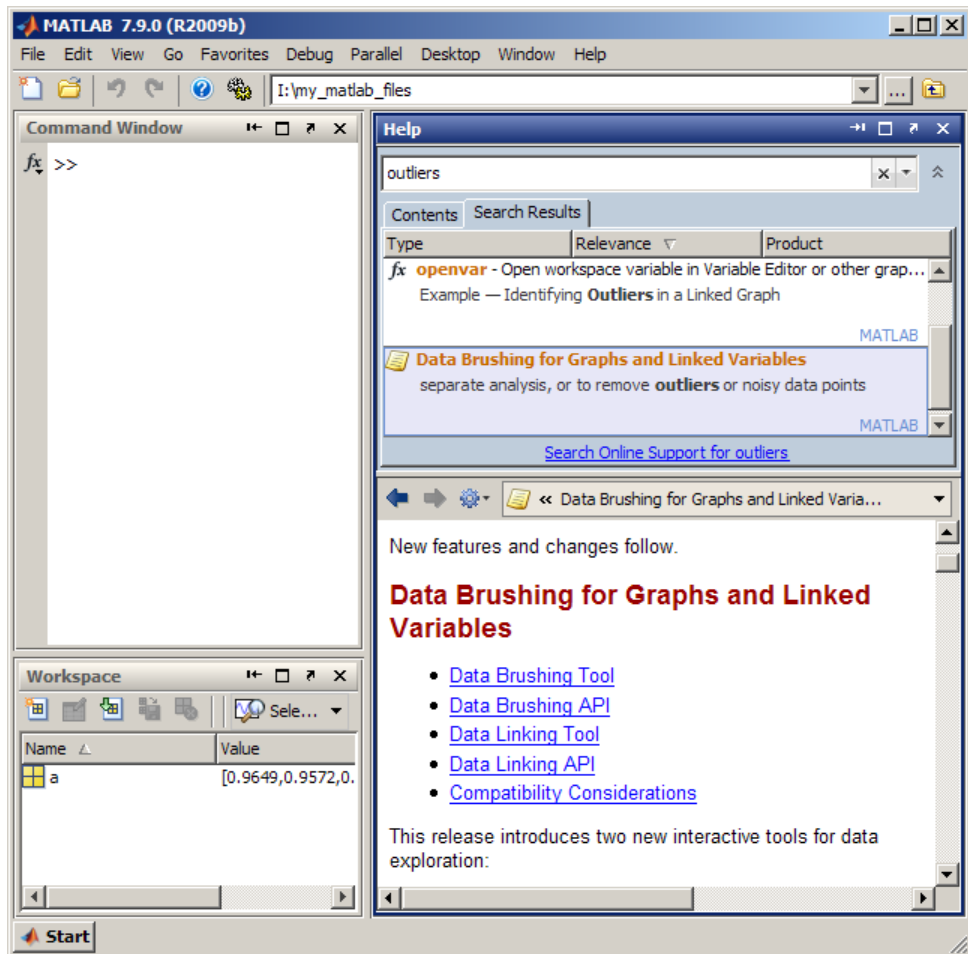 MATLAB 7.9.0 (R2009b)
File Edit View Go Favorites Debug Parallel Desktop Window Help
I:\my_matlab_files
...
Command Window
fx >>
Help
outliers
Contents Search Results
Type Relevance Product
fx openvar - Open workspace variable in Variable Editor or other grap...
Example — Identifying Outliers in a Linked Graph
MATLAB
Data Brushing for Graphs and Linked Variables
separate analysis, or to remove outliers or noisy data points
MATLAB
Search Online Support for outliers
« Data Brushing for Graphs and Linked Varia...
New features and changes follow.
Data Brushing for Graphs and Linked
Variables
• Data Brushing Tool
• Data Brushing API
• Data Linking Tool
• Data Linking API
• Compatibility Considerations
This release introduces two new interactive tools for data
exploration:
Workspace
Sele...
Name Value
a [0.9649,0.9572,0.
Start